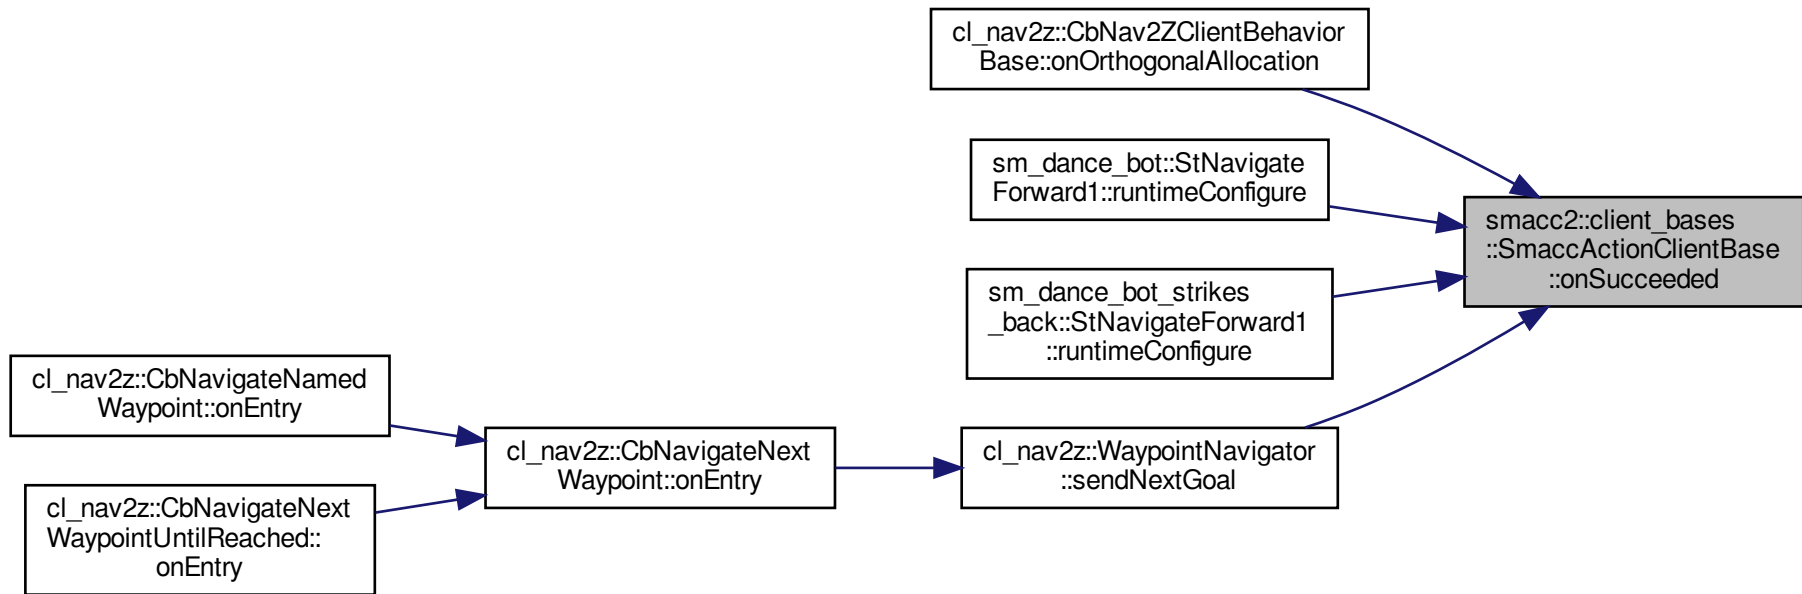 cl_nav2z::CbNav2ZClientBehavior
Base::onOrthogonalAllocation
sm_dance_bot::StNavigate
Forward1::runtimeConfigure
smacc2::client_bases
::SmaccActionClientBase
::onSucceeded
sm_dance_bot_strikes
_back::StNavigateForward1
::runtimeConfigure
cl_nav2z::CbNavigateNamed
Waypoint::onEntry
cl_nav2z::CbNavigateNext
Waypoint::onEntry
cl_nav2z::WaypointNavigator
::sendNextGoal
cl_nav2z::CbNavigateNext
WaypointUntilReached::
onEntry